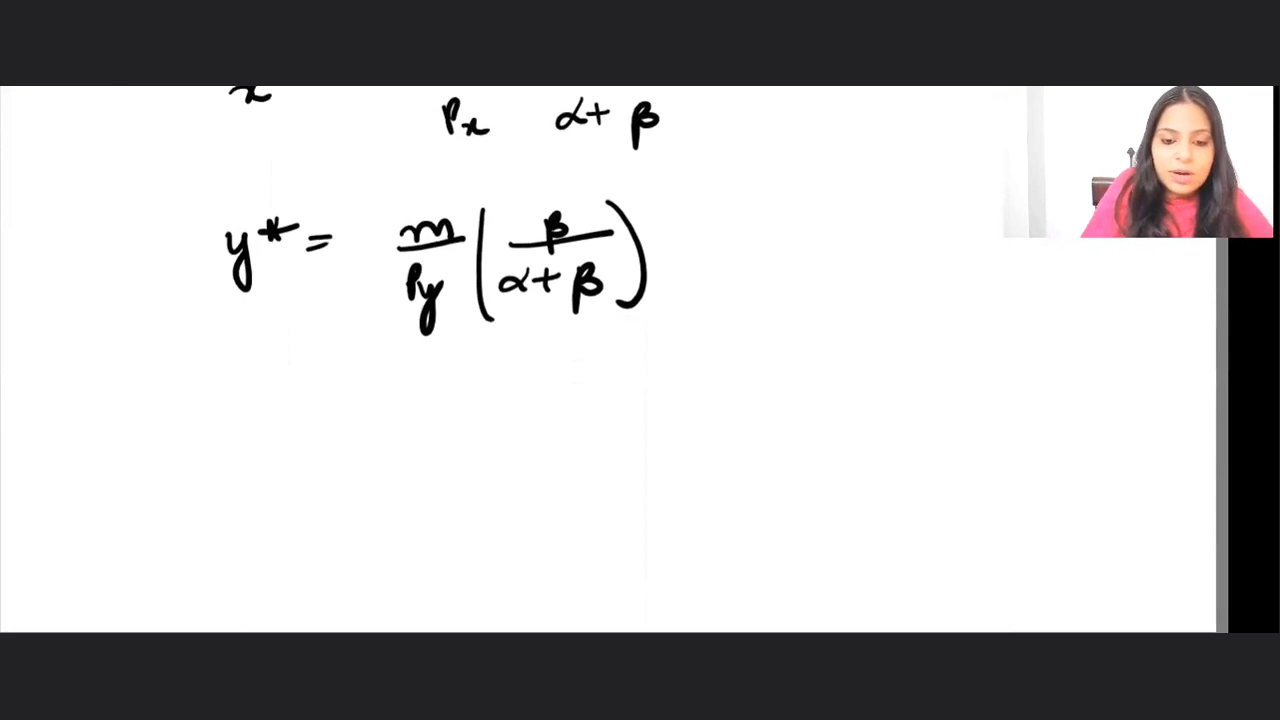 x
Px α+ β
y* = m/Py (β/(α+β))